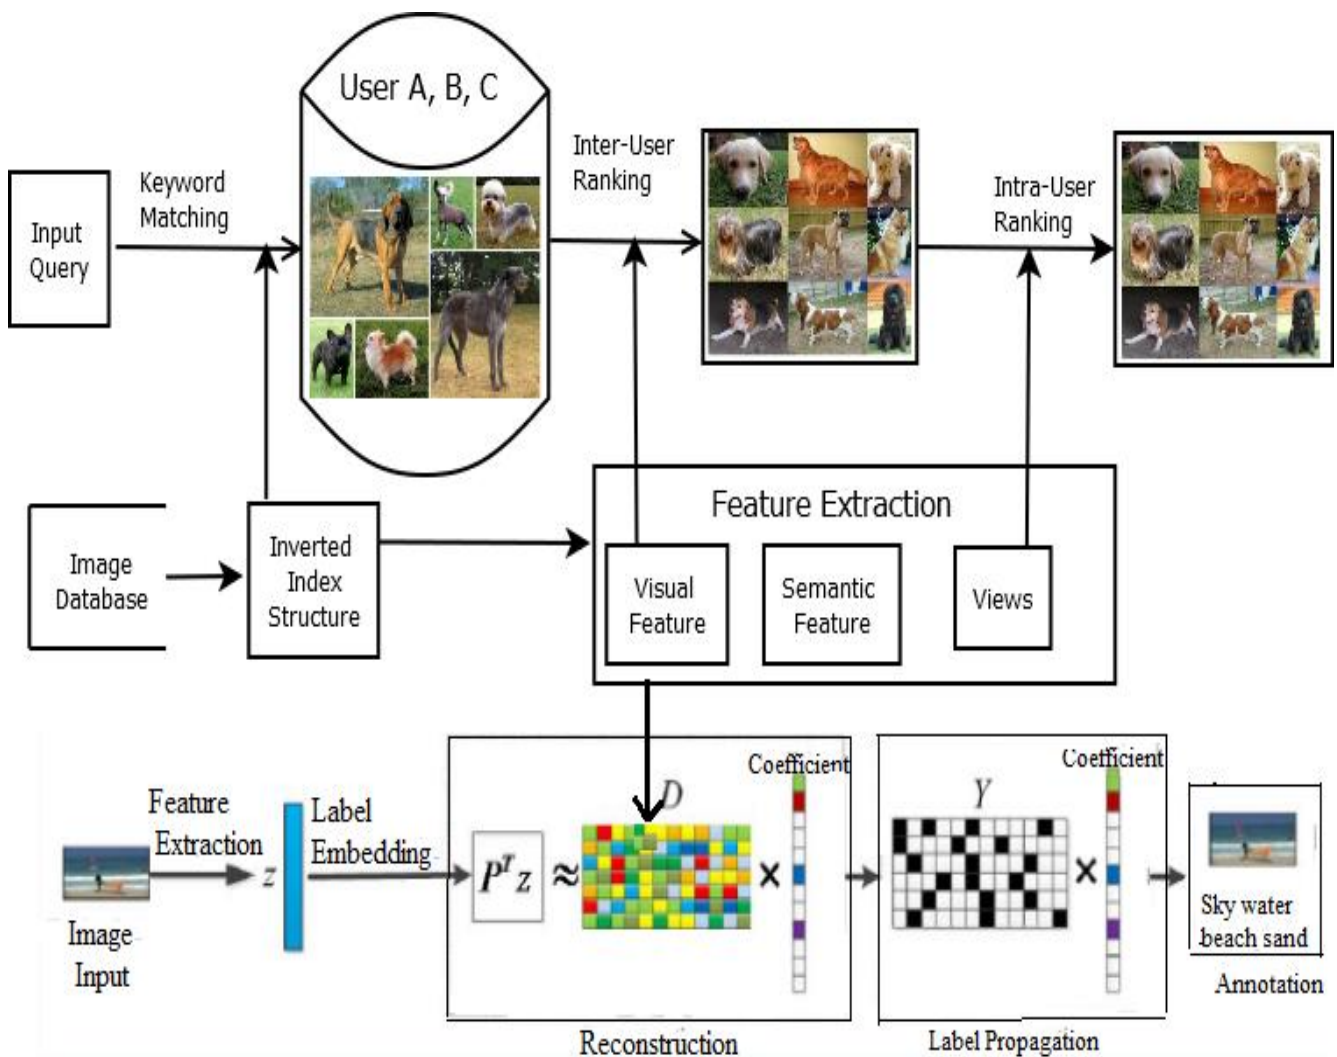 User A, B, C
Input
Query
Keyword
Matching
Inter-User
Ranking
Intra-User
Ranking
Image
Database
Inverted
Index
Structure
Feature Extraction
Visual
Feature
Semantic
Feature
Views
Image
Input
Feature
Extraction
z
Label
Embedding
Pᵀz
≈
D
×
Coefficient
Reconstruction
Y
×
Coefficient
Label Propagation
Sky water
beach sand
Annotation